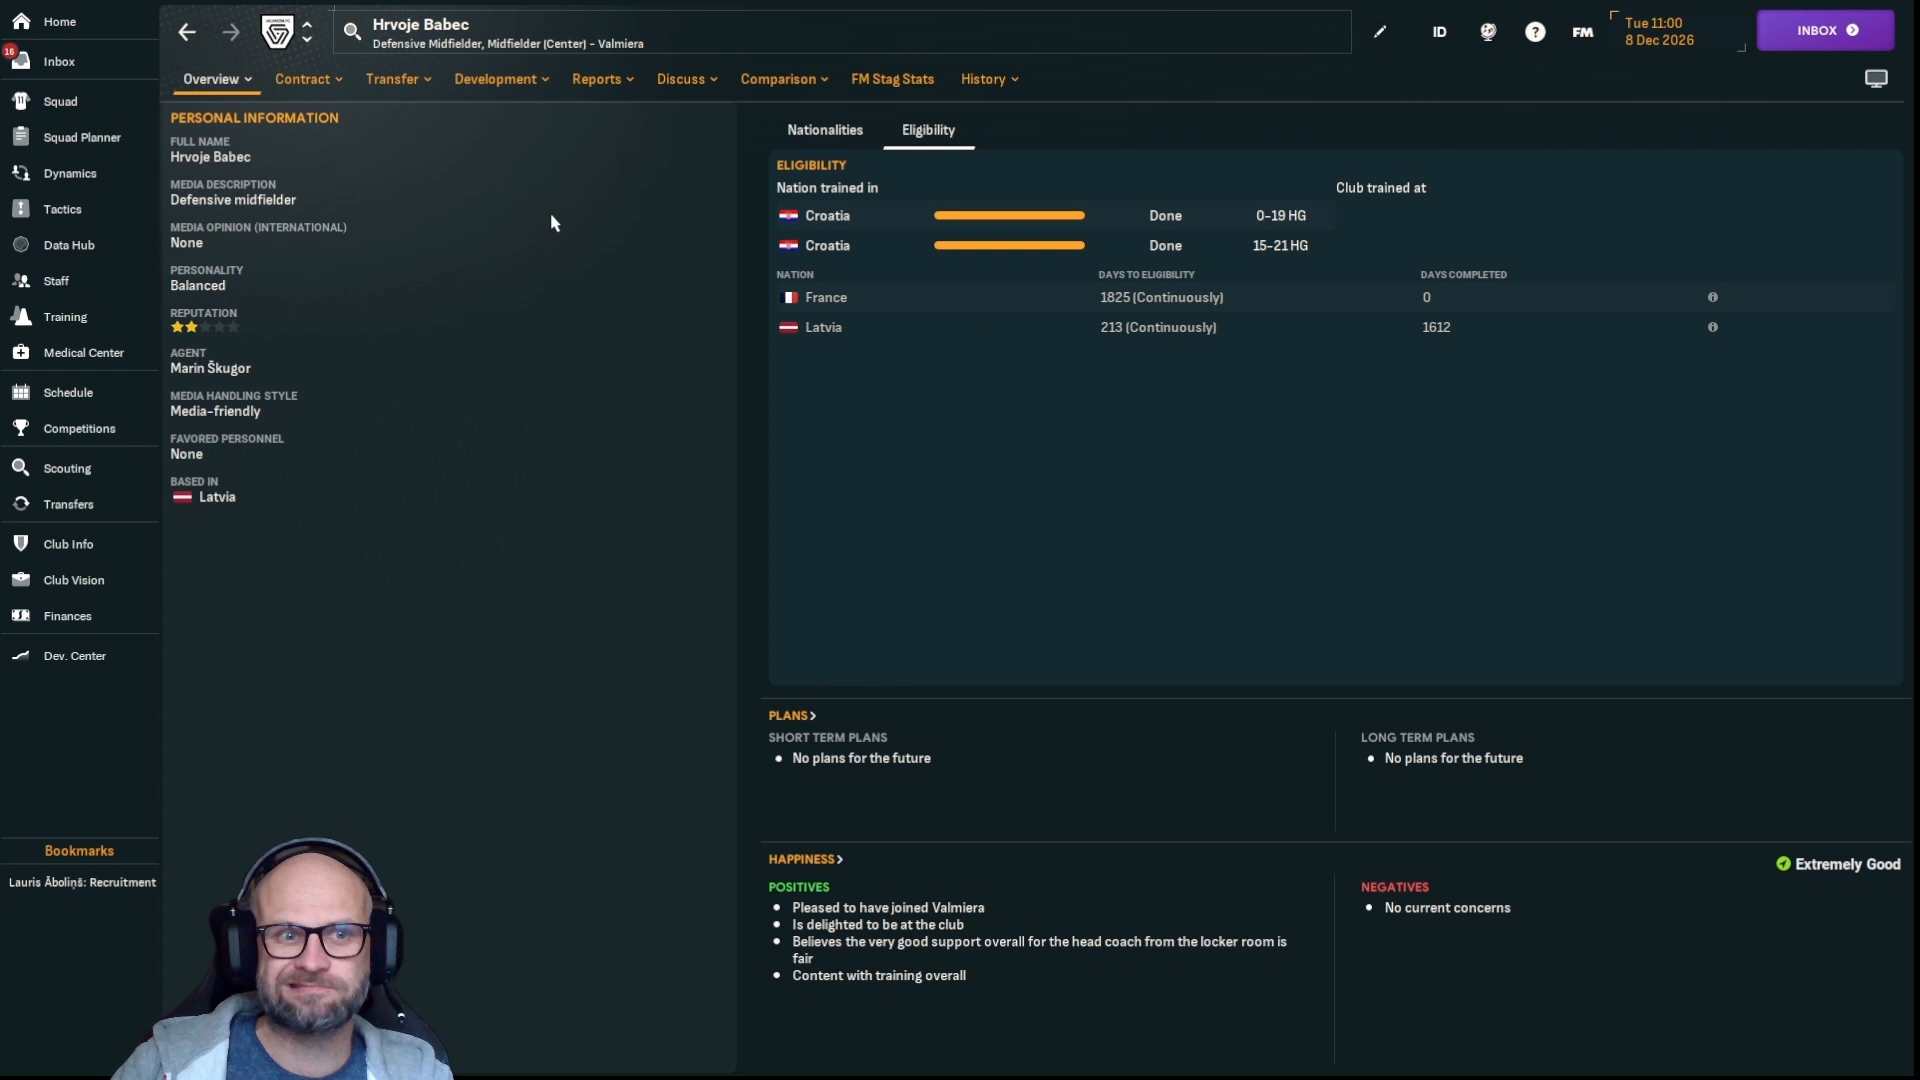 Home
16
Inbox
Squad
Squad Planner
Dynamics
Tactics
Data Hub
Staff
Training
Medical Center
Schedule
Competitions
Scouting
Transfers
Club Info
Club Vision
Finances
Dev. Center
Bookmarks
Lauris Āboliņš: Recruitment
Hrvoje Babec
Defensive Midfielder, Midfielder (Center) - Valmiera
ID
?
FM
Tue 11:00
8 Dec 2026
INBOX
Overview Contract Transfer Development Reports Discuss Comparison FM Stag Stats History
PERSONAL INFORMATION
FULL NAME
Hrvoje Babec
MEDIA DESCRIPTION
Defensive midfielder
MEDIA OPINION (INTERNATIONAL)
None
PERSONALITY
Balanced
REPUTATION
AGENT
Marin Škugor
MEDIA HANDLING STYLE
Media-friendly
FAVORED PERSONNEL
None
BASED IN
Latvia
Nationalities Eligibility
ELIGIBILITY
Nation trained in Club trained at
Croatia Done 0-19 HG
Croatia Done 15-21 HG
NATION DAYS TO ELIGIBILITY DAYS COMPLETED
France 1825 (Continuously) 0
Latvia 213 (Continuously) 1612
PLANS
SHORT TERM PLANS
• No plans for the future
LONG TERM PLANS
• No plans for the future
HAPPINESS
Extremely Good
POSITIVES
• Pleased to have joined Valmiera
• Is delighted to be at the club
• Believes the very good support overall for the head coach from the locker room is
fair
• Content with training overall
NEGATIVES
• No current concerns